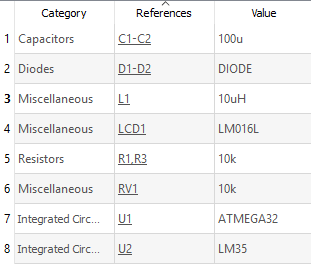 Category References Value
1 Capacitors C1-C2 100u
2 Diodes D1-D2 DIODE
3 Miscellaneous L1 10uH
4 Miscellaneous LCD1 LM016L
5 Resistors R1,R3 10k
6 Miscellaneous RV1 10k
7 Integrated Circ... U1 ATMEGA32
8 Integrated Circ... U2 LM35